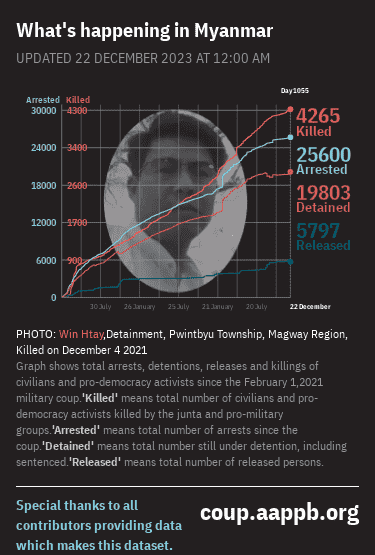 What's happening in Myanmar
UPDATED 22 DECEMBER 2023 AT 12:00 AM
Day1055
Arrested Killed
30000 4300
24000 3400
18000 2600
12000 1700
6000 900
0
4265
Killed
25600
Arrested
19803
Detained
5797
Released
30 July 26 January 25 July 21 January 20 July 22 December
PHOTO: Win Htay,Detainment, Pwintbyu Township, Magway Region,
Killed on December 4 2021
Graph shows total arrests, detentions, releases and killings of
civilians and pro-democracy activists since the February 1,2021
military coup.'Killed' means total number of civilians and pro-
democracy activists killed by the junta and pro-military
groups.'Arrested' means total number of arrests since the
coup.'Detained' means total number still under detention, including
sentenced.'Released' means total number of released persons.
Special thanks to all
contributors providing data
which makes this dataset.
coup.aappb.org